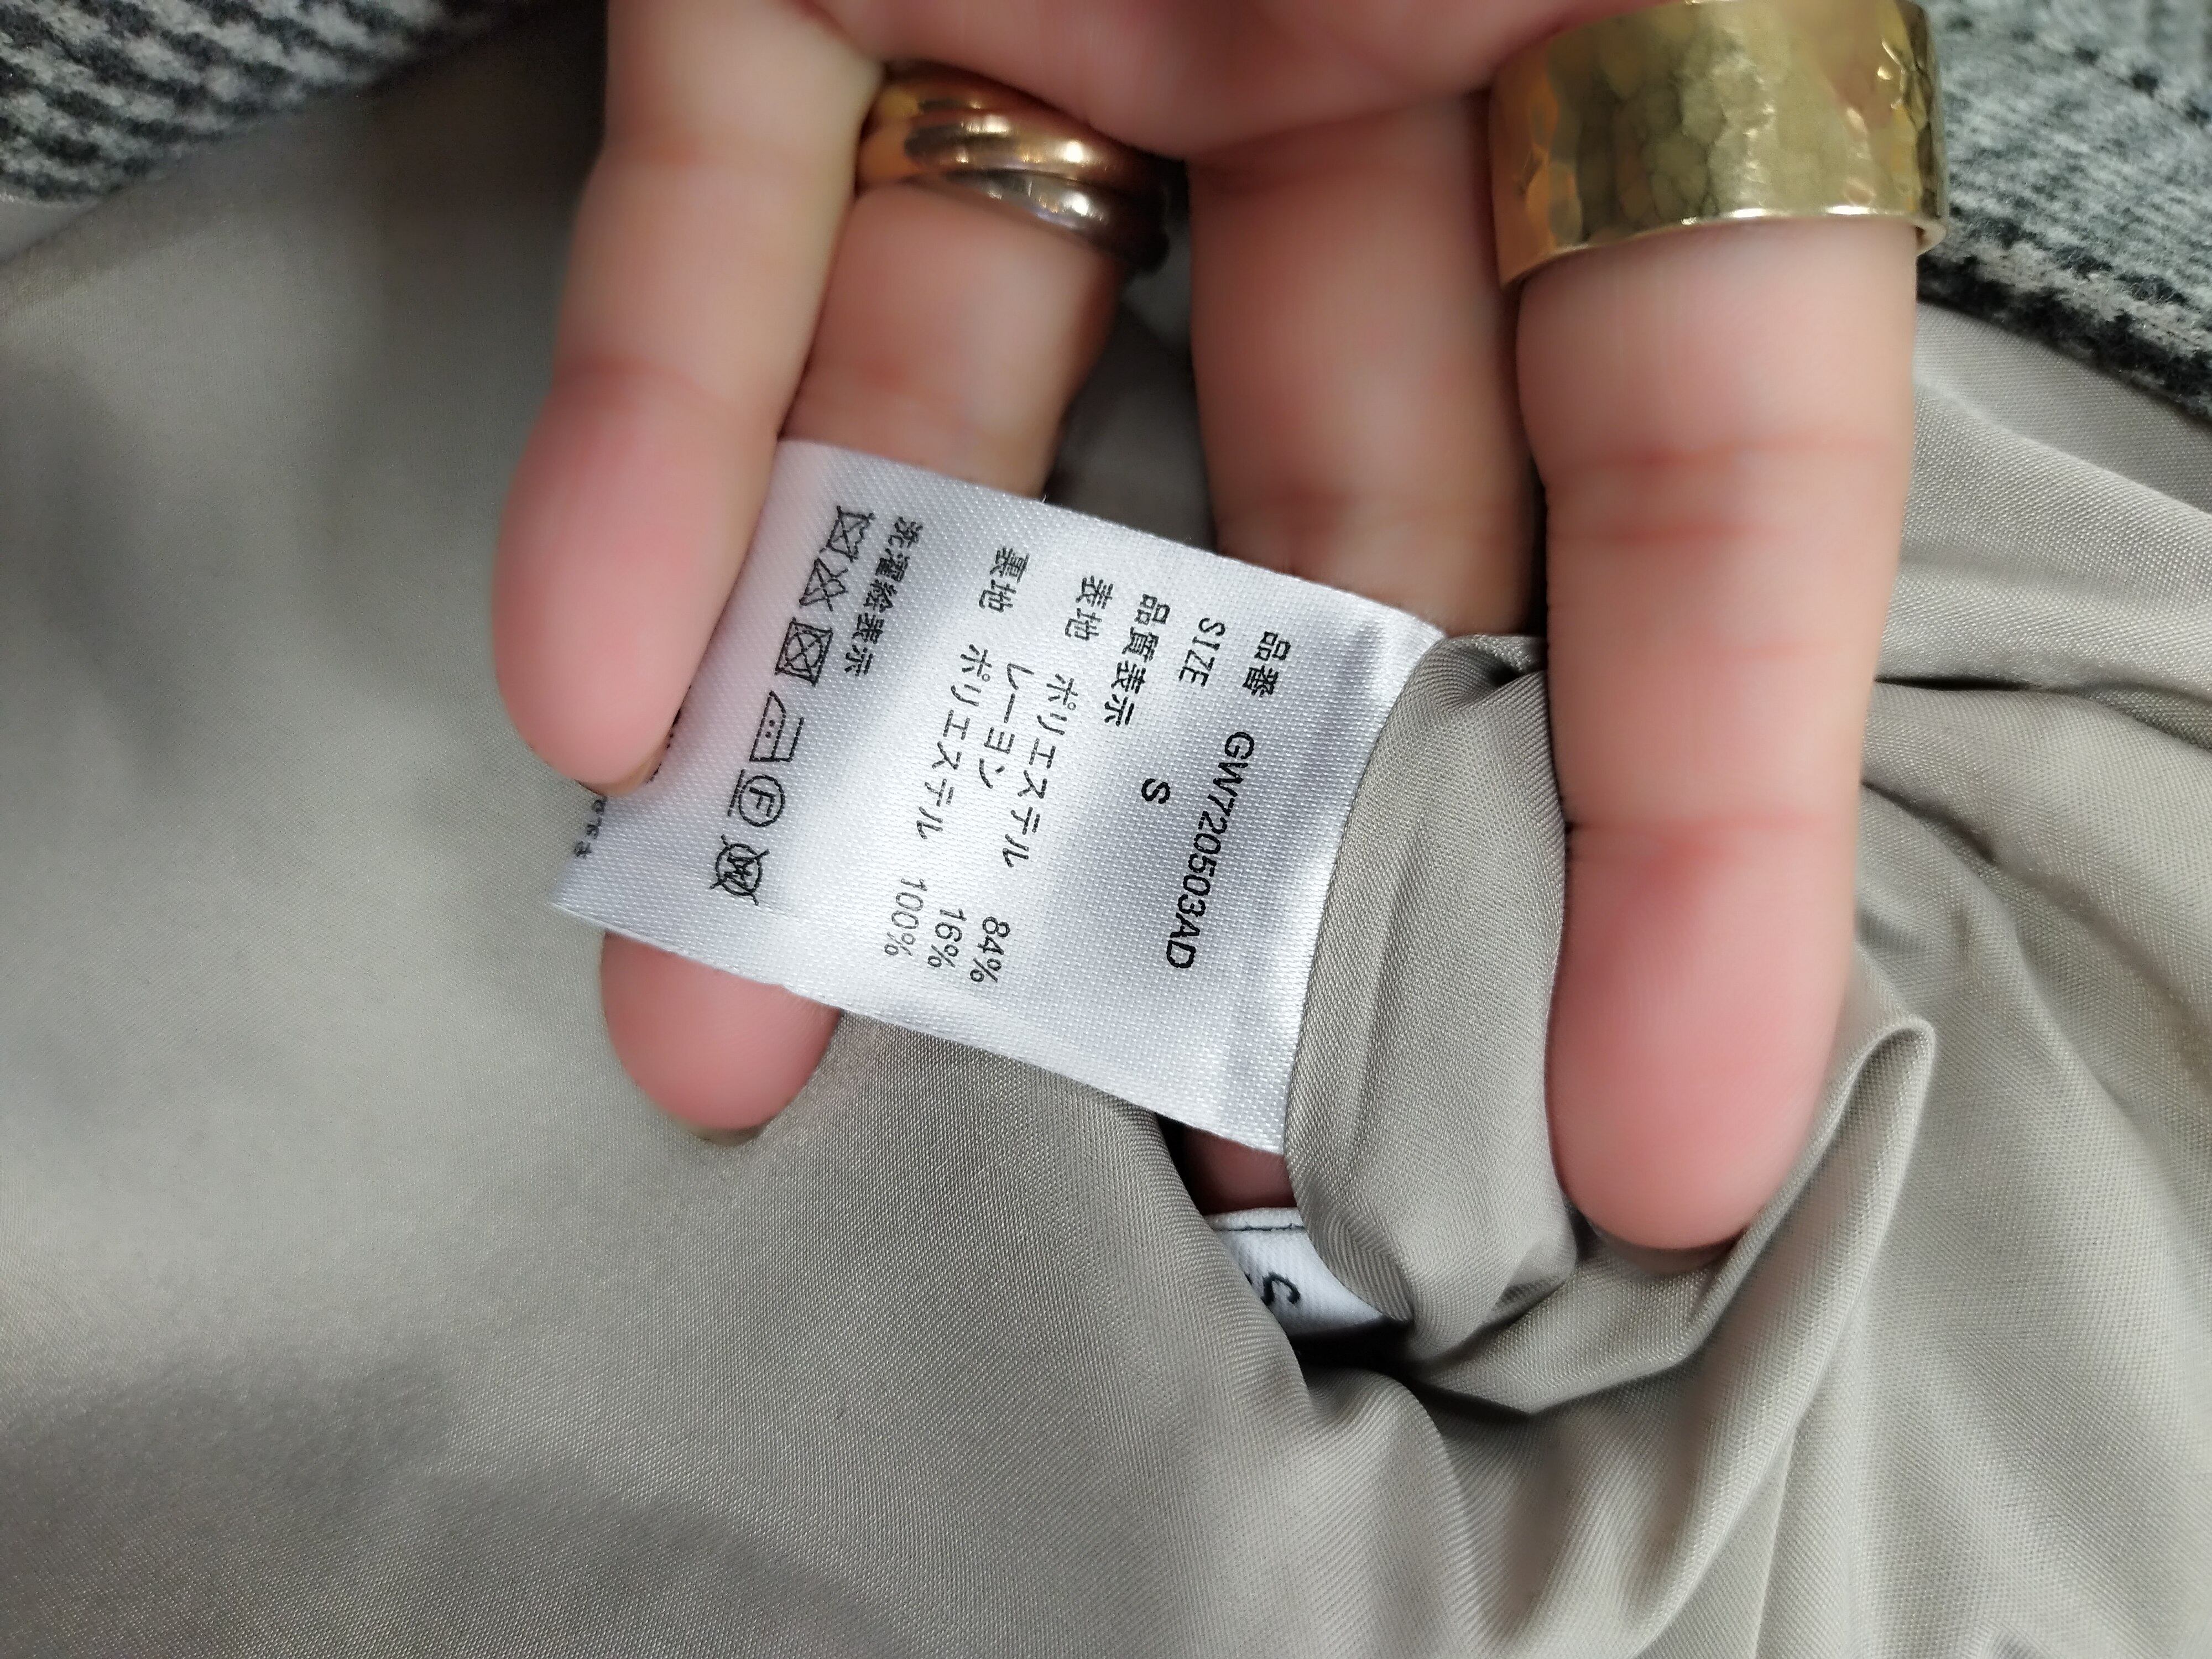 品番 GW720503AD
SIZE S
品質表示
表地 ポリエステル 84%
レーヨン 16%
裏地 ポリエステル 100%
洗濯絵表示
F
W
S